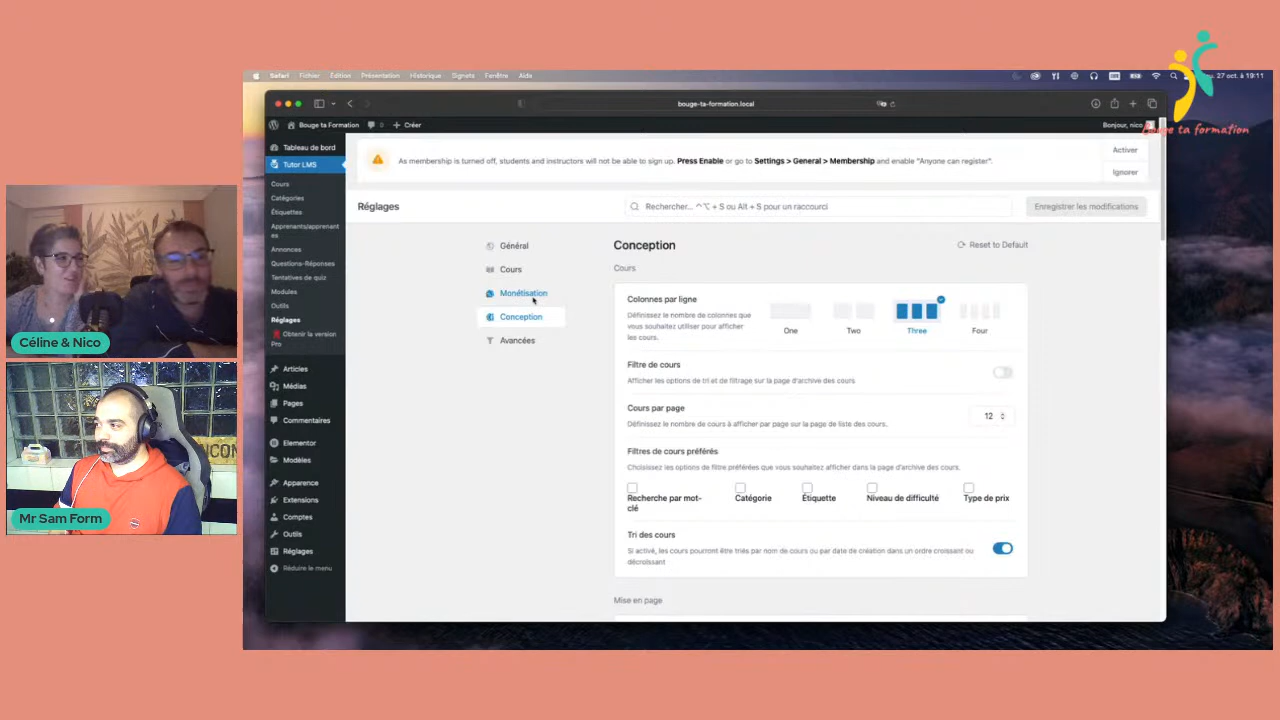 Safari Fichier Édition Présentation Historique Signets Fenêtre Aide
27 oct. à 19:11
Bouge ta formation
bouge-ta-formation.local
Bouge ta Formation 0 Créer
Bonjour, nico
Tableau de bord
Tutor LMS
Cours
Catégories
Étiquettes
Apprenants/apprenant
es
Annonces
Questions-Réponses
Tentatives de quiz
Modules
Outils
Réglages
Obtenir la version
Pro
Articles
Médias
Pages
Commentaires
Elementor
Modèles
Apparence
Extensions
Comptes
Outils
Réglages
Réduire le menu
As membership is turned off, students and instructors will not be able to sign up. Press Enable or go to Settings > General > Membership and enable "Anyone can register".
Activer
Ignorer
Réglages
Rechercher... ^⌥ + S ou Alt + S pour un raccourci
Enregistrer les modifications
Général
Cours
Monétisation
Conception
Avancées
Conception
Reset to Default
Cours
Colonnes par ligne
Définissez le nombre de colonnes que
vous souhaitez utiliser pour afficher
les cours.
One Two Three Four
Filtre de cours
Afficher les options de tri et de filtrage sur la page d'archive des cours
Cours par page
Définissez le nombre de cours à afficher par page sur la page de liste des cours.
12
Filtres de cours préférés
Choisissez les options de filtre préférées que vous souhaitez afficher dans la page d'archive des cours.
Recherche par mot-
clé
Catégorie
Étiquette
Niveau de difficulté
Type de prix
Tri des cours
Si activé, les cours pourront être triés par nom de cours ou par date de création dans un ordre croissant ou
décroissant
Mise en page
Céline & Nico
Mr Sam Form